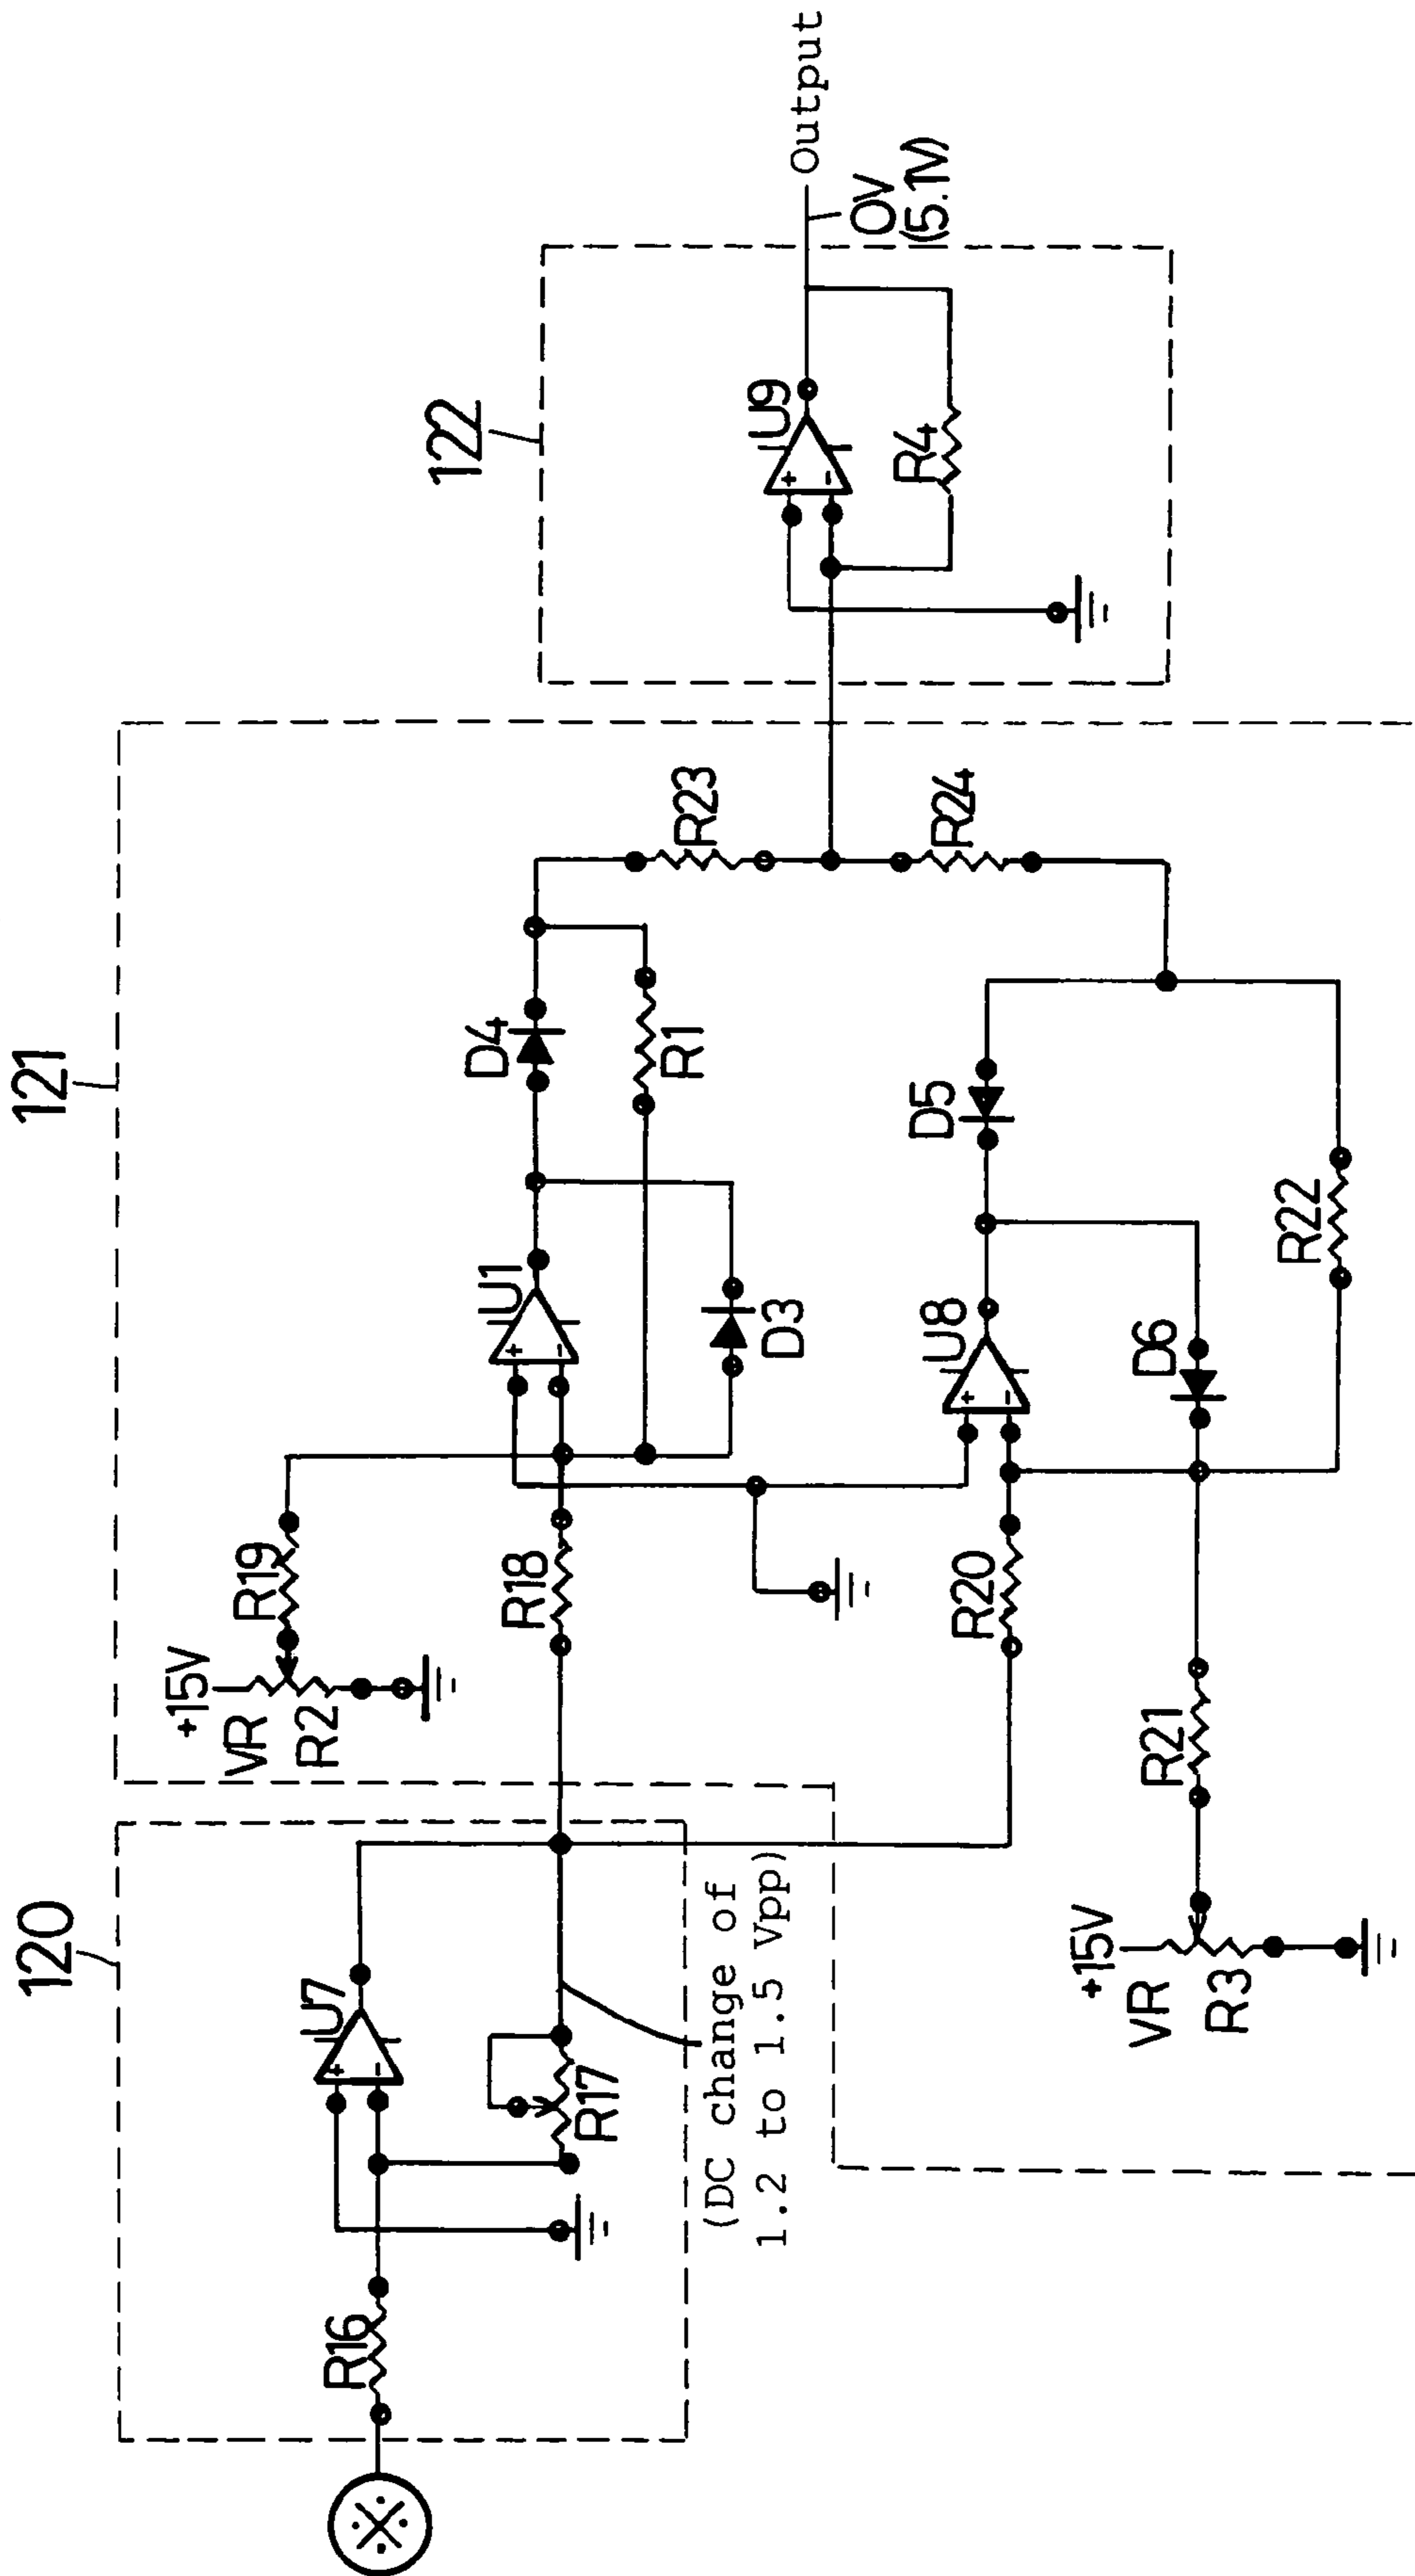 120
121
122
R16
U7
+
-
R17
(DC change of
1.2 to 1.5 Vpp)
+15V
VR
R2
R19
R18
U1
+
-
D4
R1
D3
R20
U8
+
-
D5
D6
R22
+15V
VR
R3
R21
R23
R24
U9
+
-
R4
Output
0V
(5.1V)